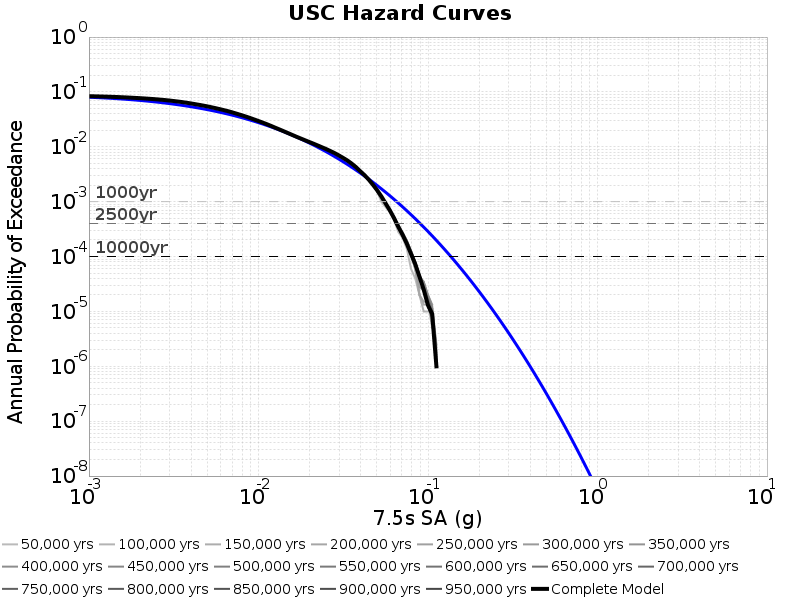 USC Hazard Curves
Annual Probability of Exceedance
10^0
10^-1
10^-2
10^-3
10^-4
10^-5
10^-6
10^-7
10^-8
1000yr
2500yr
10000yr
10^-3 10^-2 10^-1 10^0 10^1
7.5s SA (g)
50,000 yrs 100,000 yrs 150,000 yrs 200,000 yrs 250,000 yrs 300,000 yrs 350,000 yrs
400,000 yrs 450,000 yrs 500,000 yrs 550,000 yrs 600,000 yrs 650,000 yrs 700,000 yrs
750,000 yrs 800,000 yrs 850,000 yrs 900,000 yrs 950,000 yrs Complete Model